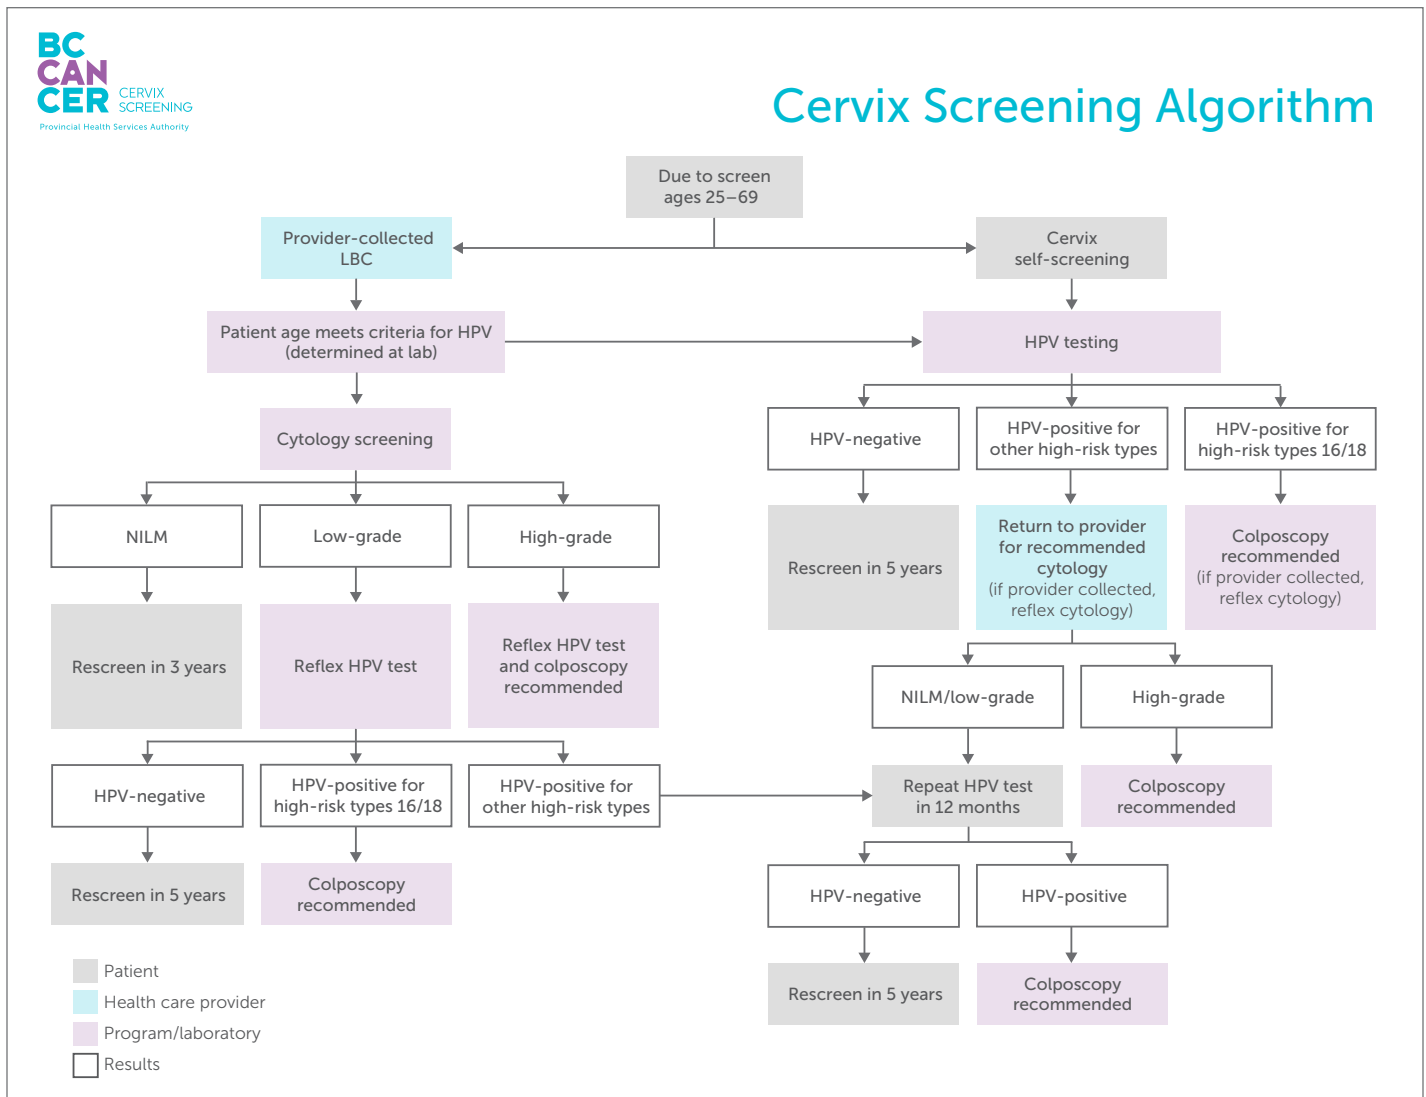 BC
CAN
CER
CERVIX
SCREENING
Provincial Health Services Authority
Cervix Screening Algorithm
Due to screen
ages 25–69
Provider-collected
LBC
Cervix
self-screening
Patient age meets criteria for HPV
(determined at lab)
HPV testing
Cytology screening
HPV-negative
HPV-positive for
other high-risk types
HPV-positive for
high-risk types 16/18
NILM
Low-grade
High-grade
Rescreen in 5 years
Return to provider
for recommended
cytology
(if provider collected,
reflex cytology)
Colposcopy
recommended
(if provider collected,
reflex cytology)
Rescreen in 3 years
Reflex HPV test
Reflex HPV test
and colposcopy
recommended
NILM/low-grade
High-grade
HPV-negative
HPV-positive for
high-risk types 16/18
HPV-positive for
other high-risk types
Repeat HPV test
in 12 months
Colposcopy
recommended
Rescreen in 5 years
Colposcopy
recommended
HPV-negative
HPV-positive
Rescreen in 5 years
Colposcopy
recommended
Patient
Health care provider
Program/laboratory
Results